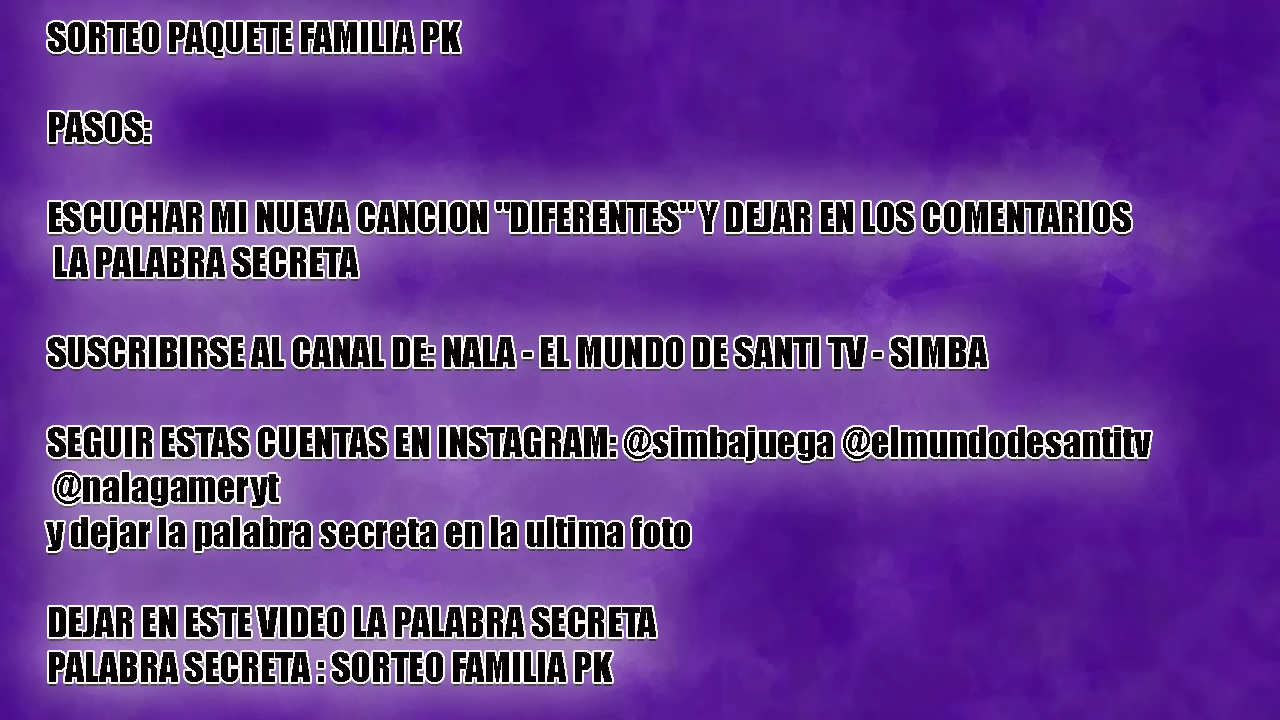 SORTEO PAQUETE FAMILIA PK
PASOS:
ESCUCHAR MI NUEVA CANCION "DIFERENTES" Y DEJAR EN LOS COMENTARIOS
LA PALABRA SECRETA
SUSCRIBIRSE AL CANAL DE: NALA - EL MUNDO DE SANTI TV - SIMBA
SEGUIR ESTAS CUENTAS EN INSTAGRAM: @simbajuega @elmundodesantitv
@nalagameryt
y dejar la palabra secreta en la ultima foto
DEJAR EN ESTE VIDEO LA PALABRA SECRETA
PALABRA SECRETA : SORTEO FAMILIA PK